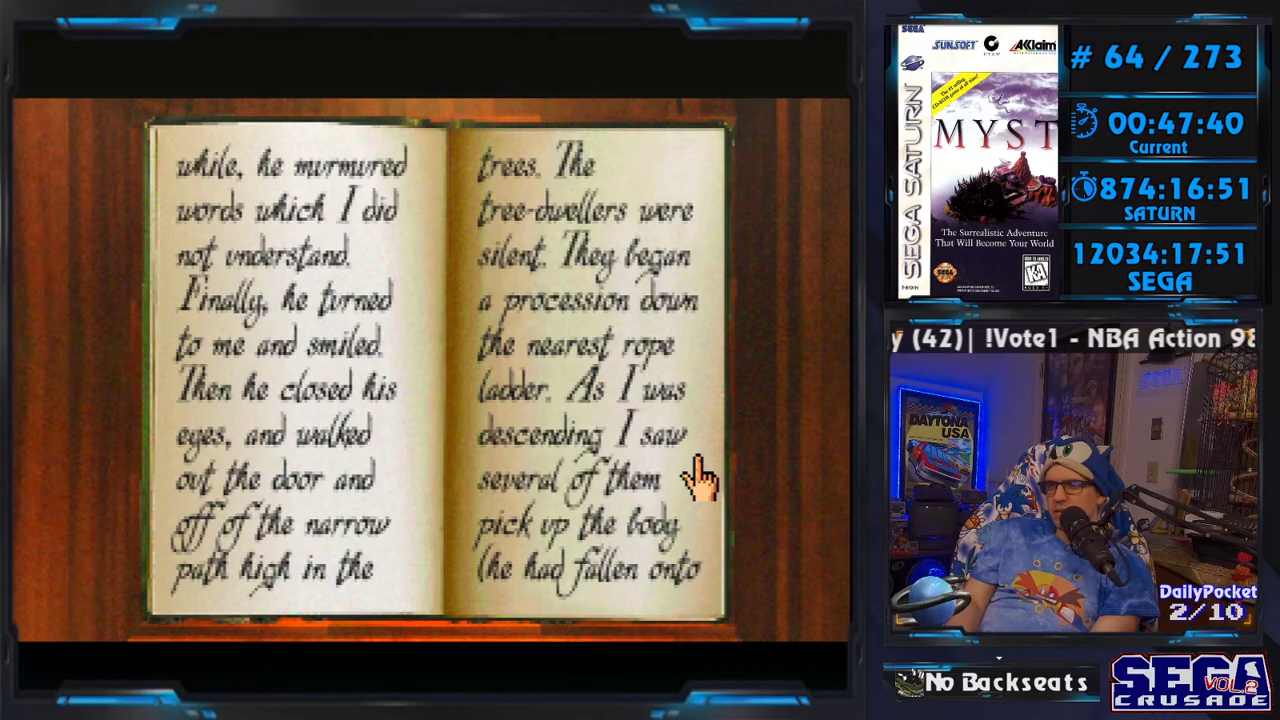 while, he murmured
words which I did
not understand.
Finally, he turned
to me and smiled.
Then he closed his
eyes, and walked
out the door and
off of the narrow
path high in the
trees. The
tree-dwellers were
silent. They began
a procession down
the nearest rope
ladder. As I was
descending I saw
several of them
pick up the body
(he had fallen onto
SEGA
SUNSOFT
AKklaim
SEGA SATURN
MYST
The Surrealistic Adventure
That Will Become Your World
SEGA
KA
# 64 / 273
00:47:40
Current
874:16:51
SATURN
12034:17:51
SEGA
y (42)| !Vote1 - NBA Action 98
DAYTONA
USA
DailyPocket
2/10
No Backseats
SEGA
VOL.2
CRUSADE